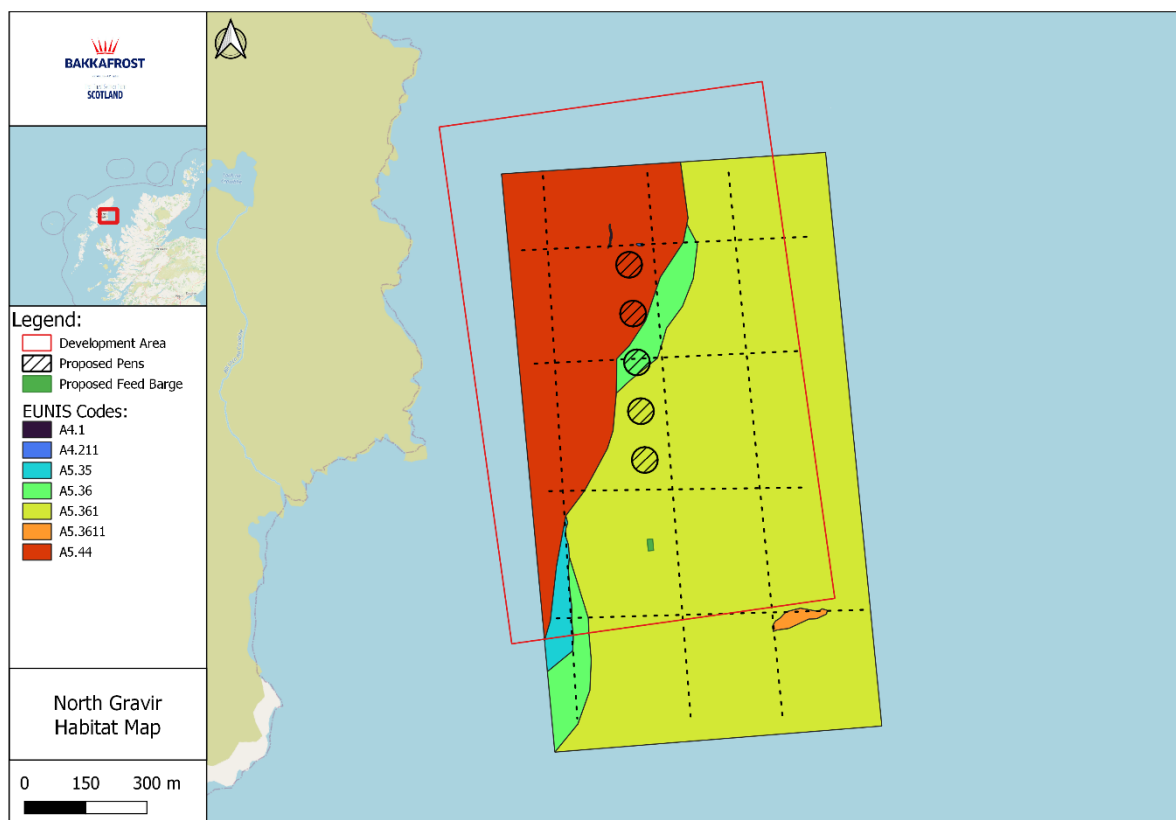 BAKKAFROST
SCOTLAND
Legend:
Development Area
Proposed Pens
Proposed Feed Barge
EUNIS Codes:
A4.1
A4.211
A5.35
A5.36
A5.361
A5.3611
A5.44
North Gravir
Habitat Map
0 150 300 m